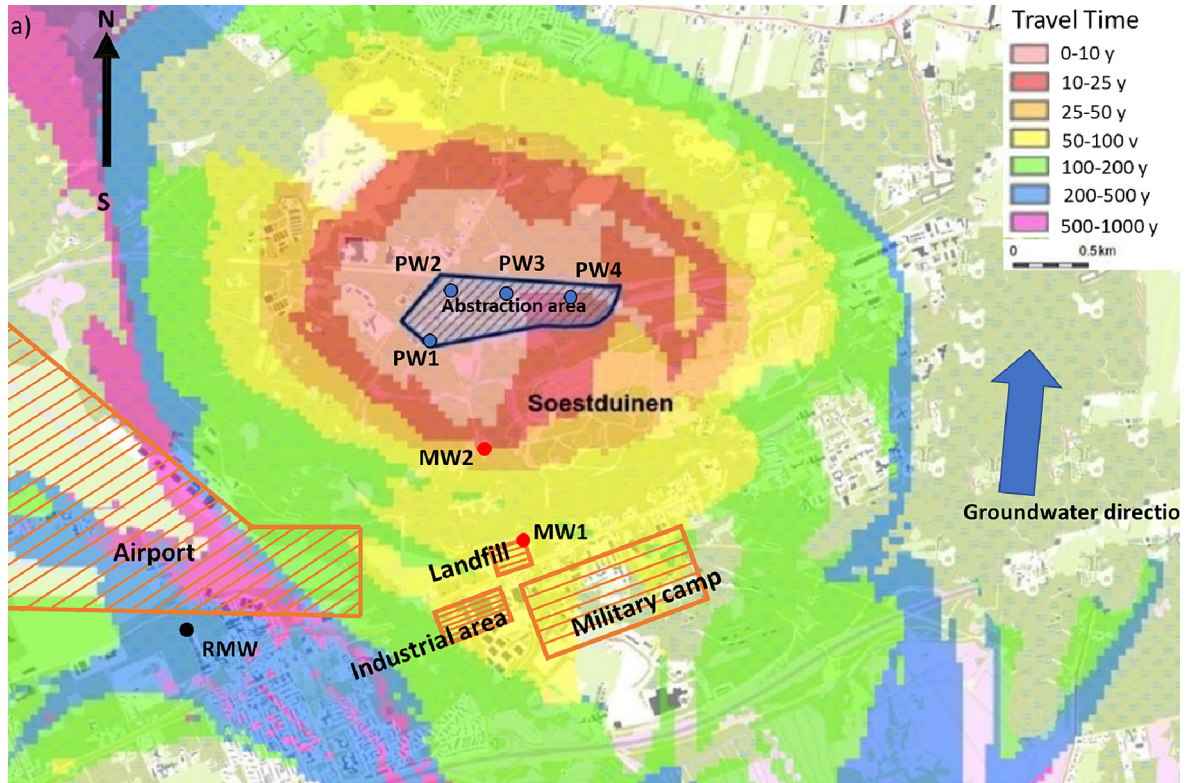 a)
N
S
Travel Time
0-10 y
10-25 y
25-50 y
50-100 v
100-200 y
200-500 y
500-1000 y
0 0.5km
PW2
PW3
PW4
Abstraction area
PW1
Soestduinen
MW2
Groundwater directio
MW1
Landfill
Airport
Military camp
Industrial area
RMW